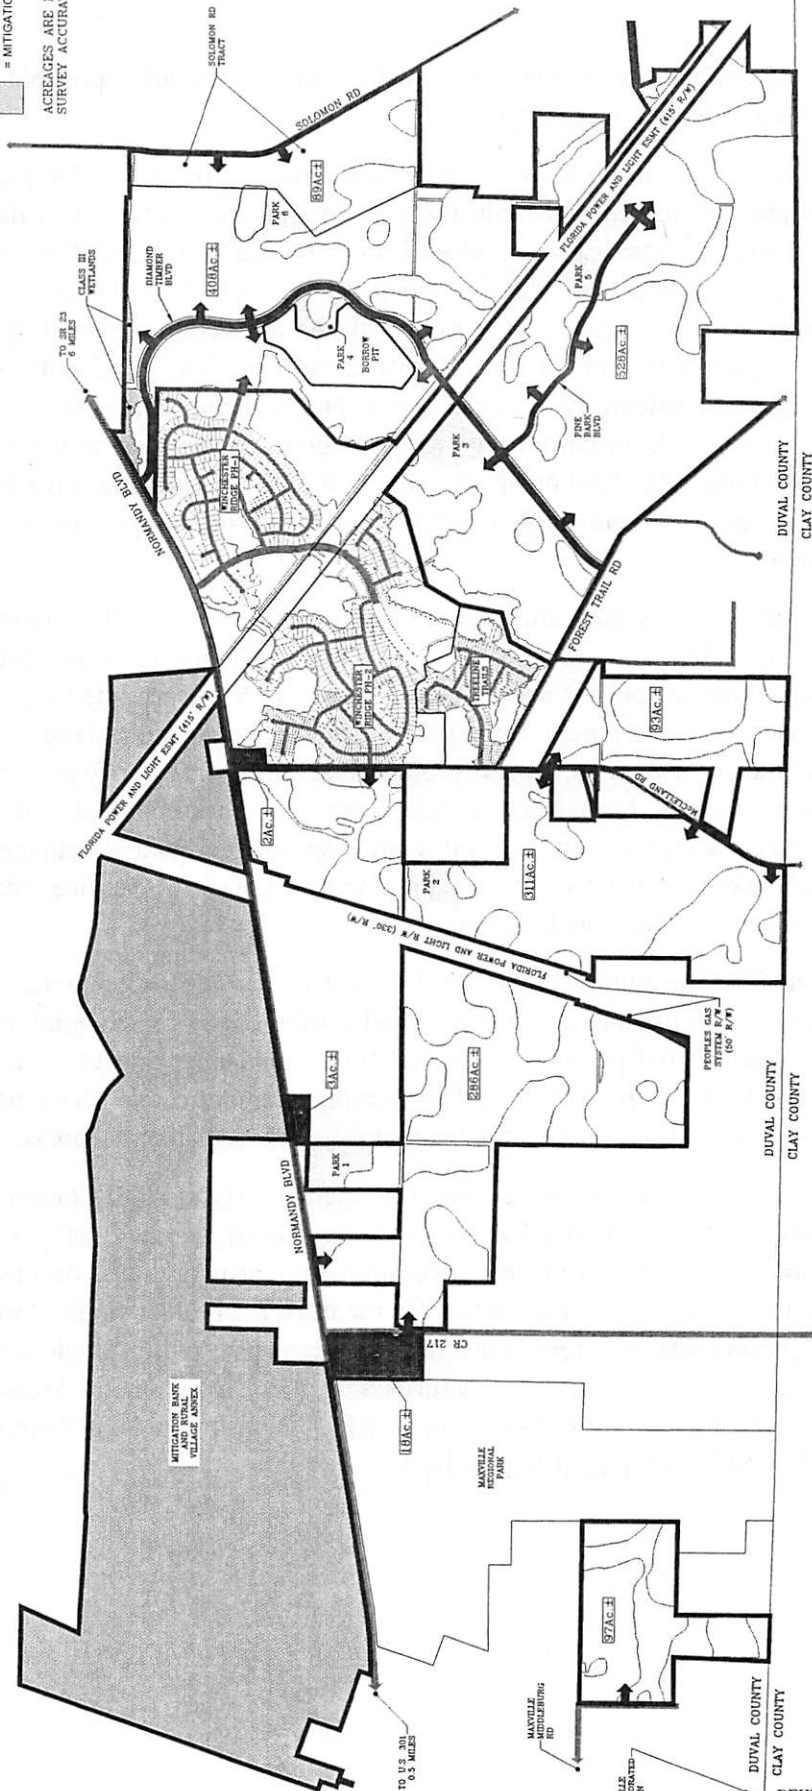 = MITIGATION
ACREAGES ARE
SURVEY ACCURA
SOLOMON RD
TRACT
SOLOMON RD
89Ac.±
PARK
6
CLASS III
WETLANDS
DIAMOND
TIMBER
BLVD
408Ac.±
TO SR 23
6 MILES
PARK
4
BORROW
PIT
FLORIDA POWER AND LIGHT ESMT (415' R/W)
PARK
5
528Ac.±
PINE
BARK
BLVD
PARK
3
NORMANDY BLVD
WINCHESTER
RIDGE PH-1
FOREST TRAIL RD
DUVAL COUNTY
CLAY COUNTY
WINCHESTER
RIDGE PH-2
TREELINE
TRAILS
93Ac.±
FLORIDA POWER AND LIGHT ESMT (415' R/W)
2Ac.±
McCLELLAND RD
PARK
2
311Ac.±
FLORIDA POWER AND LIGHT R/W (330' R/W)
PEOPLES GAS
SYSTEM R/W
(50' R/W)
3Ac.±
286Ac.±
DUVAL COUNTY
CLAY COUNTY
NORMANDY BLVD
PARK
1
CR 217
18Ac.±
MITIGATION BANK
AND RURAL
VILLAGE ANNEX
MAXVILLE
REGIONAL
PARK
97Ac.±
TO U.S 301
0.5 MILES
MAXVILLE
MIDDLEBURG
RD
DUVAL COUNTY
CLAY COUNTY